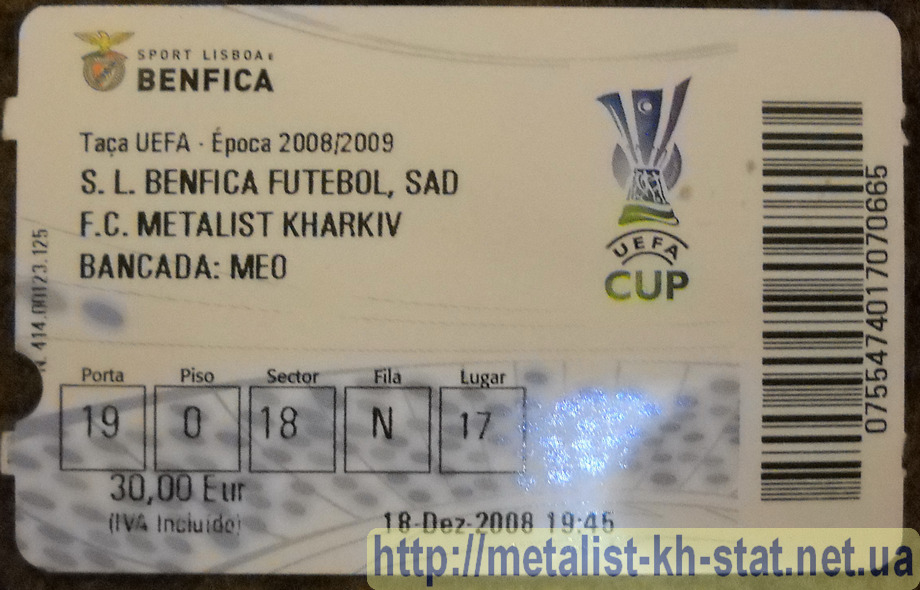 SPORT LISBOA E
BENFICA
Taça UEFA - Época 2008/2009
S. L. BENFICA FUTEBOL, SAD
F.C. METALIST KHARKIV
BANCADA: MEO
UEFA
CUP
N. 414.00123.125
0755474017070665
Porta Piso Sector Fila Lugar
19 0 18 N 17
30,00 Eur
(IVA Incluido)
18-Dez-2008 19:45
http://metalist-kh-stat.net.ua